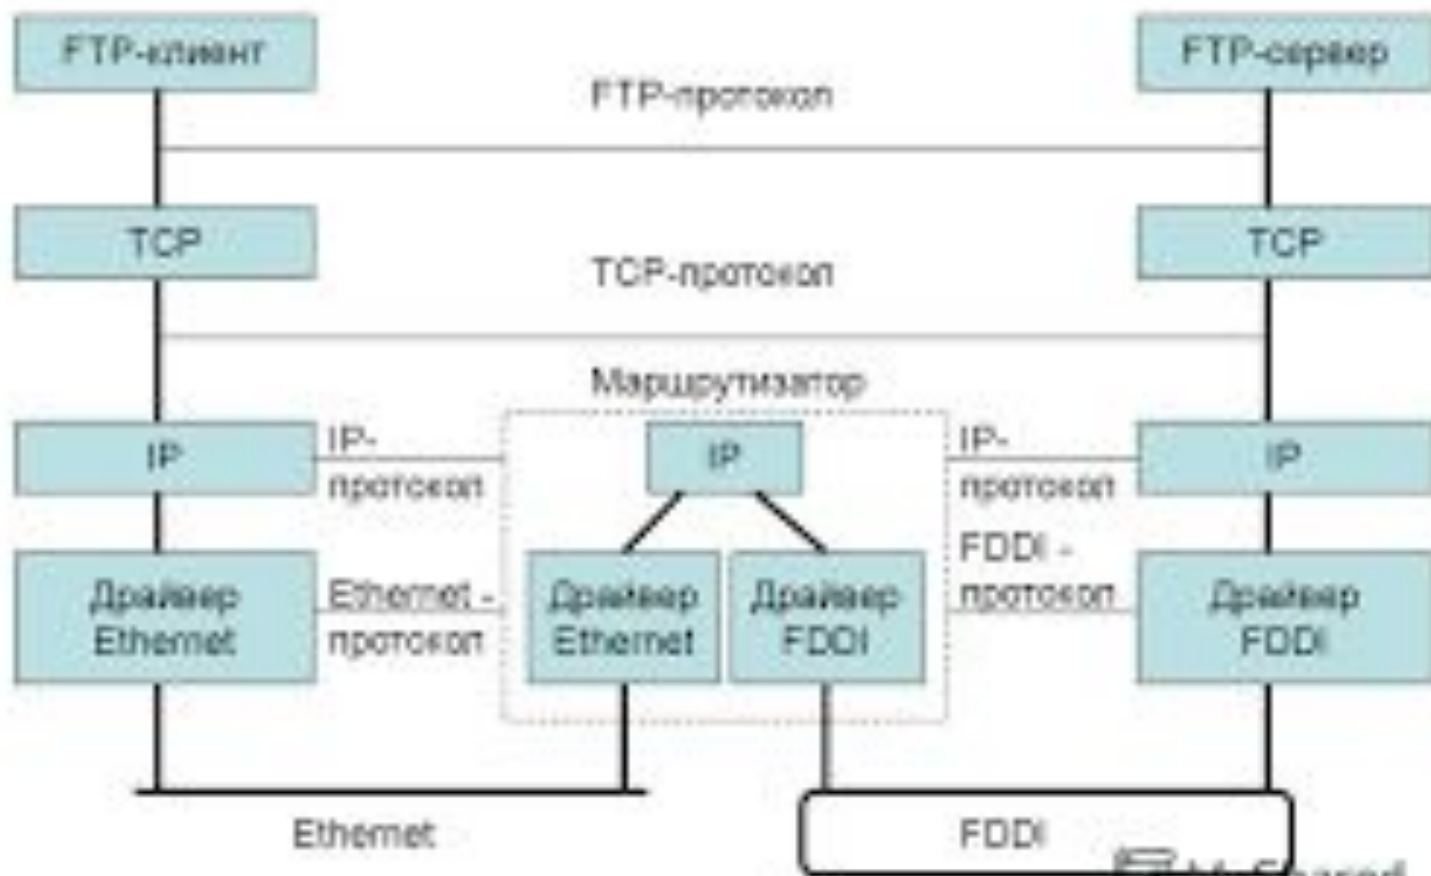 FTP-клиент
FTP-сервер
FTP-протокол
TCP
TCP
TCP-протокол
Маршрутизатор
IP
IP-
протокол
IP
IP-
протокол
IP
Драйвер
Ethernet
Ethernet -
протокол
Драйвер
Ethernet
Драйвер
FDDI
FDDI -
протокол
Драйвер
FDDI
Ethernet
FDDI